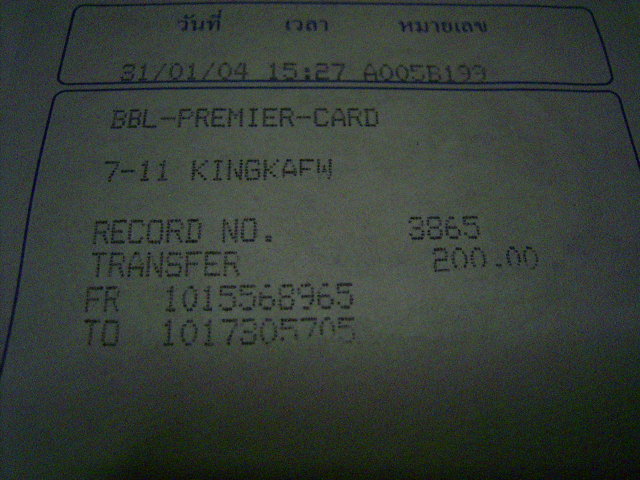 วันที่ เวลา หมายเลข
31/01/04 15:27 A005B199
BBL-PREMIER-CARD
7-11 KINGKAEW
RECORD NO. 3865
TRANSFER 200.00
FR 1015568965
TO 1017305705